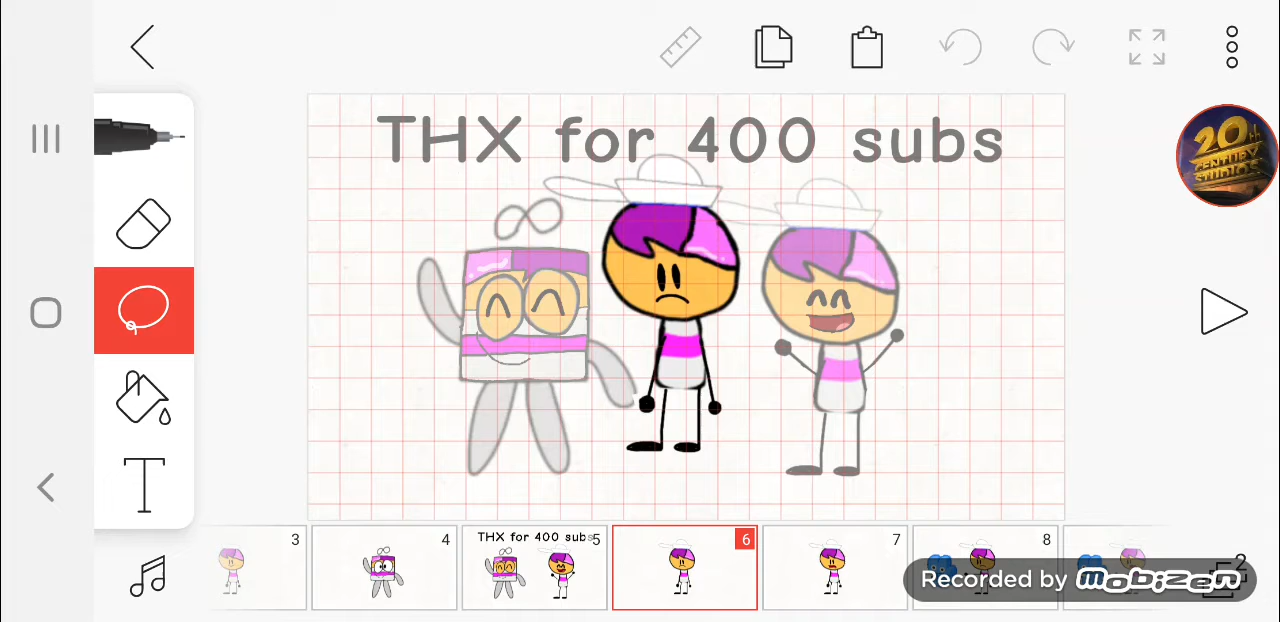 THX for 400 subs
20th
CENTURY
STUDIOS
T
3
4
THX for 400 subs
5
6
7
8
2
Recorded by mobizen